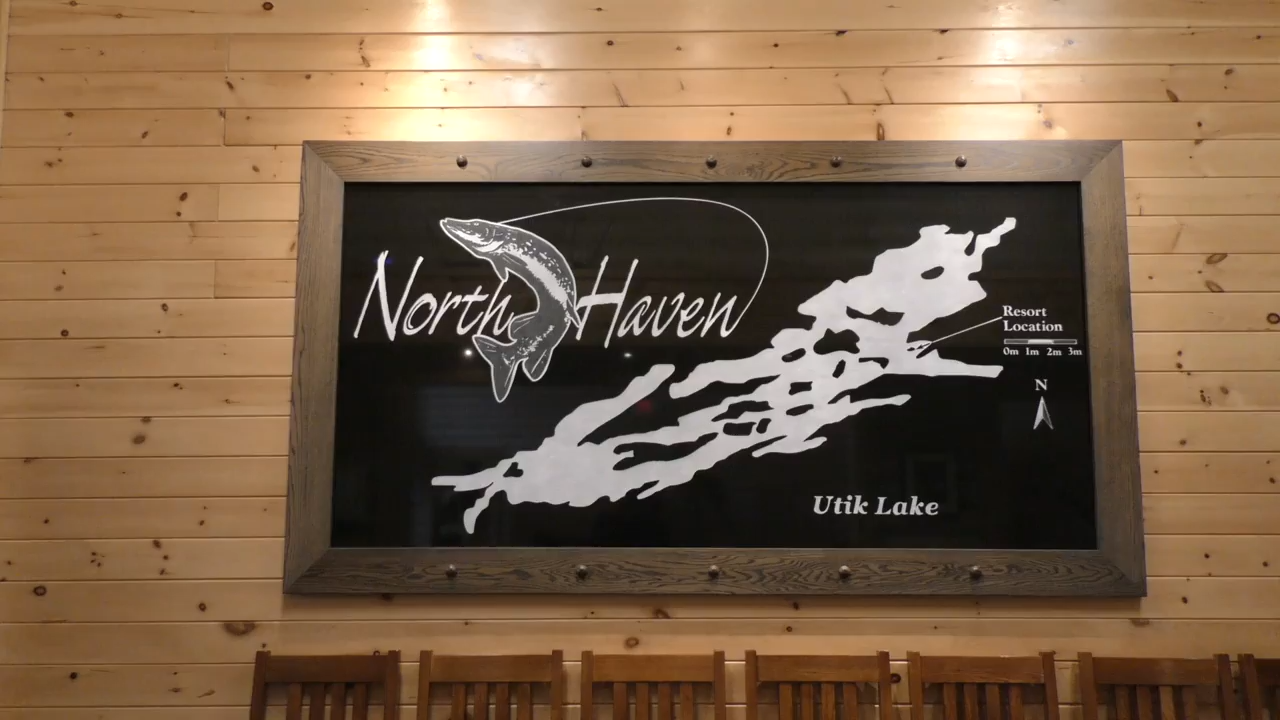 North Haven
Resort
Location
0m 1m 2m 3m
N
Utik Lake